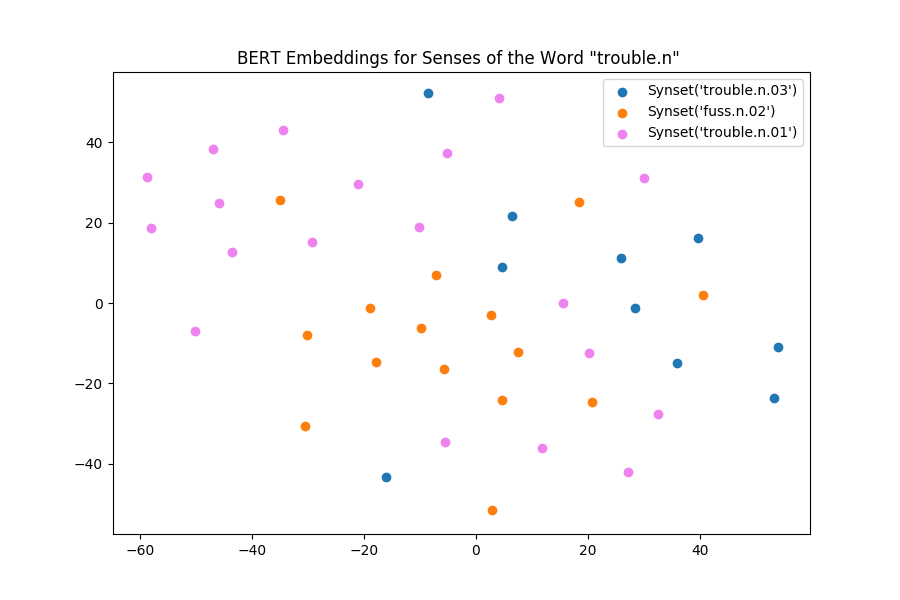 BERT Embeddings for Senses of the Word "trouble.n"
Synset('trouble.n.03')
Synset('fuss.n.02')
Synset('trouble.n.01')
40
20
0
−20
−40
−60 −40 −20 0 20 40